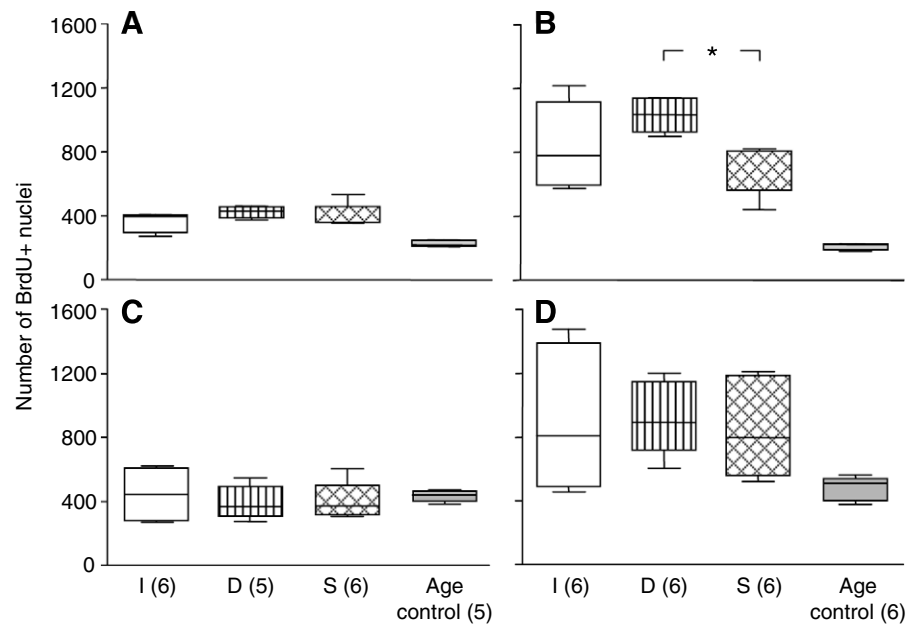 A
B
*
1600
1200
800
400
0
Number of BrdU+ nuclei
C
D
1600
1200
800
400
0
I (6)
D (5)
S (6)
Age
control (5)
I (6)
D (6)
S (6)
Age
control (6)